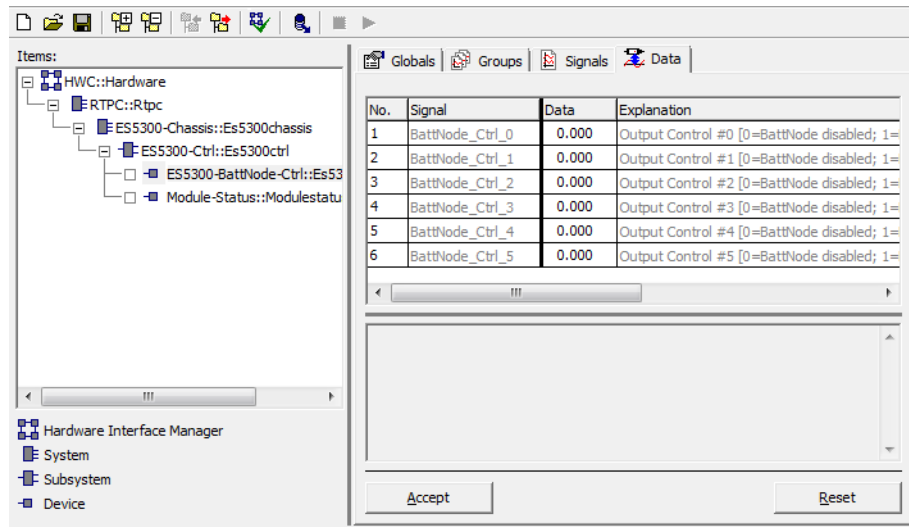 Items:
HWC::Hardware
RTPC::Rtpc
ES5300-Chassis::Es5300chassis
ES5300-Ctrl::Es5300ctrl
ES5300-BattNode-Ctrl::Es53
Module-Status::Modulestatu
Hardware Interface Manager
System
Subsystem
Device
Globals Groups Signals Data
No. Signal Data Explanation
1 BattNode_Ctrl_0 0.000 Output Control #0 [0=BattNode disabled; 1=
2 BattNode_Ctrl_1 0.000 Output Control #1 [0=BattNode disabled; 1=
3 BattNode_Ctrl_2 0.000 Output Control #2 [0=BattNode disabled; 1=
4 BattNode_Ctrl_3 0.000 Output Control #3 [0=BattNode disabled; 1=
5 BattNode_Ctrl_4 0.000 Output Control #4 [0=BattNode disabled; 1=
6 BattNode_Ctrl_5 0.000 Output Control #5 [0=BattNode disabled; 1=
Accept Reset